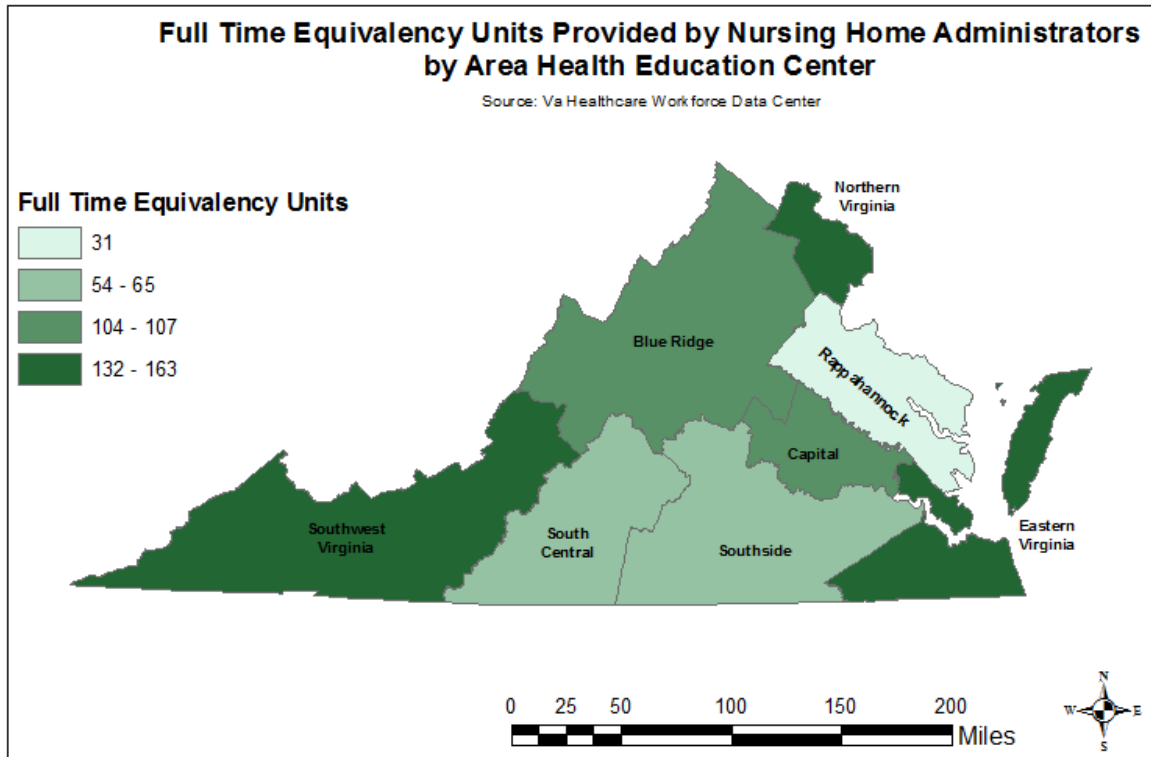 Full Time Equivalency Units Provided by Nursing Home Administrators
by Area Health Education Center
Source: Va Healthcare Workforce Data Center
Full Time Equivalency Units
31
54 - 65
104 - 107
132 - 163
Northern
Virginia
Blue Ridge
Rappahannock
Capital
Southwest
Virginia
South
Central
Southside
Eastern
Virginia
0 25 50 100 150 200
Miles
N
W E
S